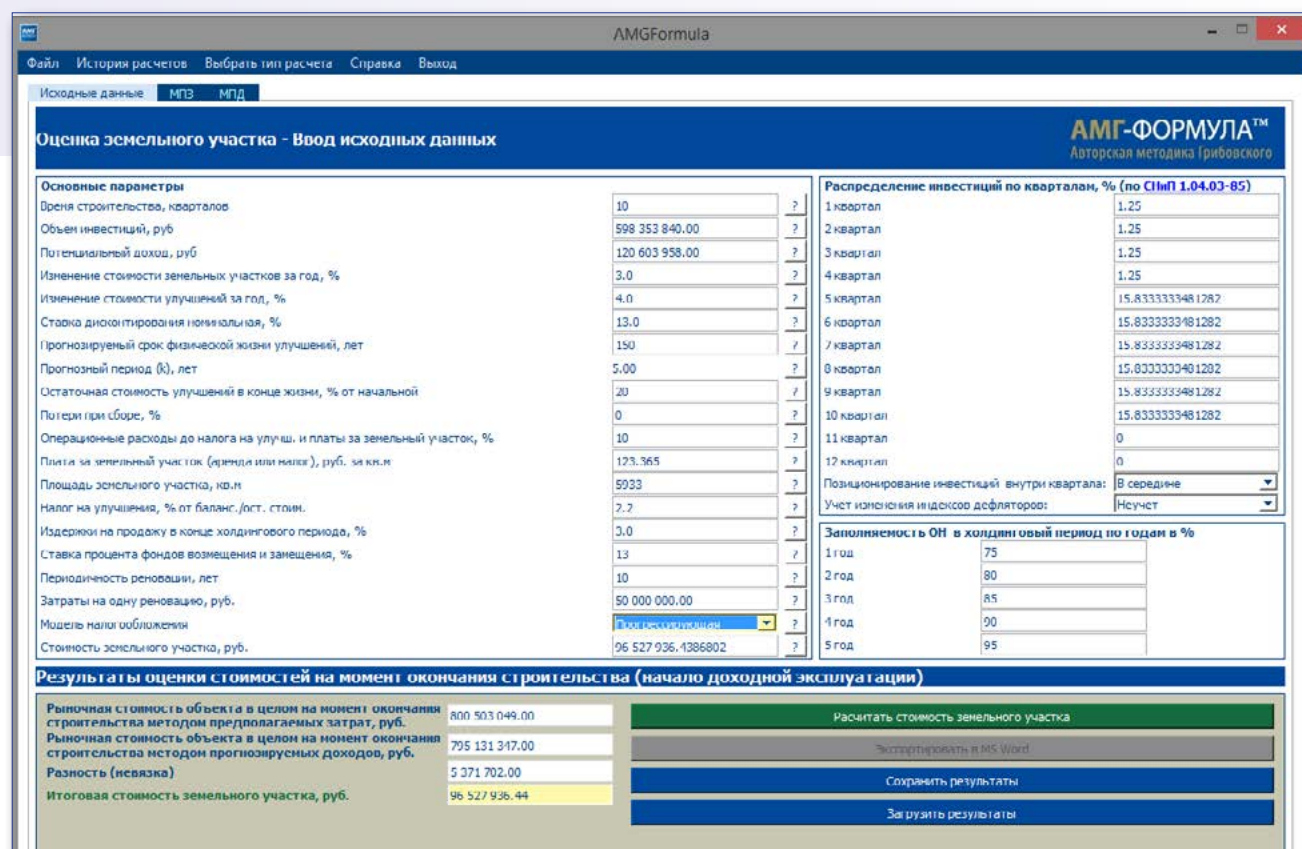 AMGFormula
Файл История расчетов Выбрать тип расчета Справка Выход
Исходные данные МПЗ МПД
Оценка земельного участка - Ввод исходных данных
АМГ-ФОРМУЛА™
Авторская методика Грибовского
Основные параметры
Время строительства, кварталов 10 ?
Объем инвестиций, руб 598 353 840.00 ?
Потенциальный доход, руб 120 603 958.00 ?
Изменение стоимости земельных участков за год, % 3.0 ?
Изменение стоимости улучшений за год, % 4.0 ?
Ставка дисконтирования номинальная, % 13.0 ?
Прогнозируемый срок физической жизни улучшений, лет 150 ?
Прогнозный период (k), лет 5.00 ?
Остаточная стоимость улучшений в конце жизни, % от начальной 20 ?
Потери при сборе, % 0 ?
Операционные расходы до налога на улучш. и платы за земельный участок, % 10 ?
Плата за земельный участок (аренда или налог), руб. за кв.м 123.365 ?
Площадь земельного участка, кв.м 5933 ?
Налог на улучшения, % от баланс./ост. стоим. 2.2 ?
Издержки на продажу в конце холдингового периода, % 3.0 ?
Ставка процента фондов возмещения и замещения, % 13 ?
Периодичность реновации, лет 10 ?
Затраты на одну реновацию, руб. 50 000 000.00 ?
Модель налогообложения Прогрессирующая ?
Стоимость земельного участка, руб. 96 527 936.4386802 ?
Распределение инвестиций по кварталам, % (по СНиП 1.04.03-85)
1 квартал 1.25
2 квартал 1.25
3 квартал 1.25
4 квартал 1.25
5 квартал 15.8333333481282
6 квартал 15.8333333481282
7 квартал 15.8333333481282
8 квартал 15.8333333481282
9 квартал 15.8333333481282
10 квартал 15.8333333481282
11 квартал 0
12 квартал 0
Позиционирование инвестиций внутри квартала: В середине
Учет изменения индексов дефляторов: Неучет
Заполняемость ОН в холдинговый период по годам в %
1 год 75
2 год 80
3 год 85
4 год 90
5 год 95
Результаты оценки стоимостей на момент окончания строительства (начало доходной эксплуатации)
Рыночная стоимость объекта в целом на момент окончания
строительства методом предполагаемых затрат, руб. 800 503 049.00
Рыночная стоимость объекта в целом на момент окончания
строительства методом прогнозируемых доходов, руб. 795 131 347.00
Разность (невязка) 5 371 702.00
Итоговая стоимость земельного участка, руб. 96 527 936.44
Расчитать стоимость земельного участка
Экспортировать в MS Word
Сохранить результаты
Загрузить результаты